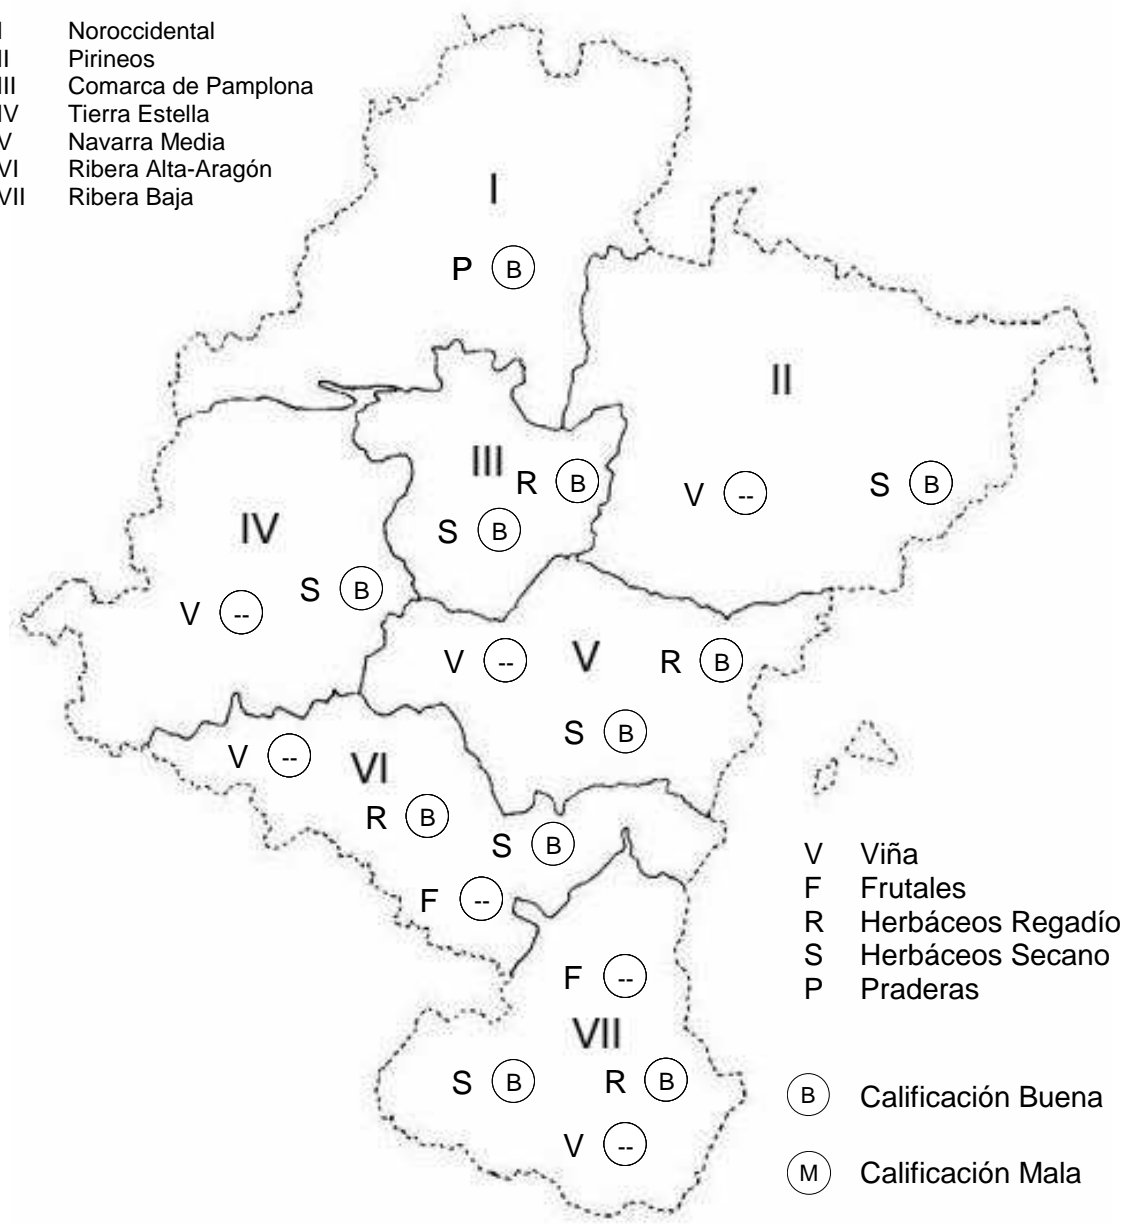 I Noroccidental
II Pirineos
III Comarca de Pamplona
IV Tierra Estella
V Navarra Media
VI Ribera Alta-Aragón
VII Ribera Baja
I
P B
II
III
R B
V -- S B
S B
IV
S B
V --
V -- V R B
S B
V -- VI
R B
S B
F --
V Viña
F Frutales
R Herbáceos Regadío
S Herbáceos Secano
P Praderas
F --
VII
S B R B
V --
B Calificación Buena
M Calificación Mala